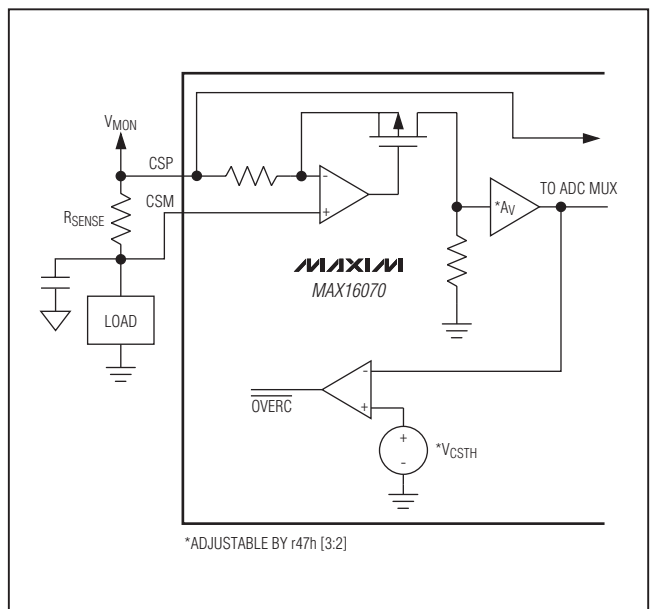 VMON
CSP
CSM
RSENSE
LOAD
- 
+
*AV
TO ADC MUX
MAXIM
MAX16070
OVERC
-
+
+
-
*VCSTH
*ADJUSTABLE BY r47h [3:2]